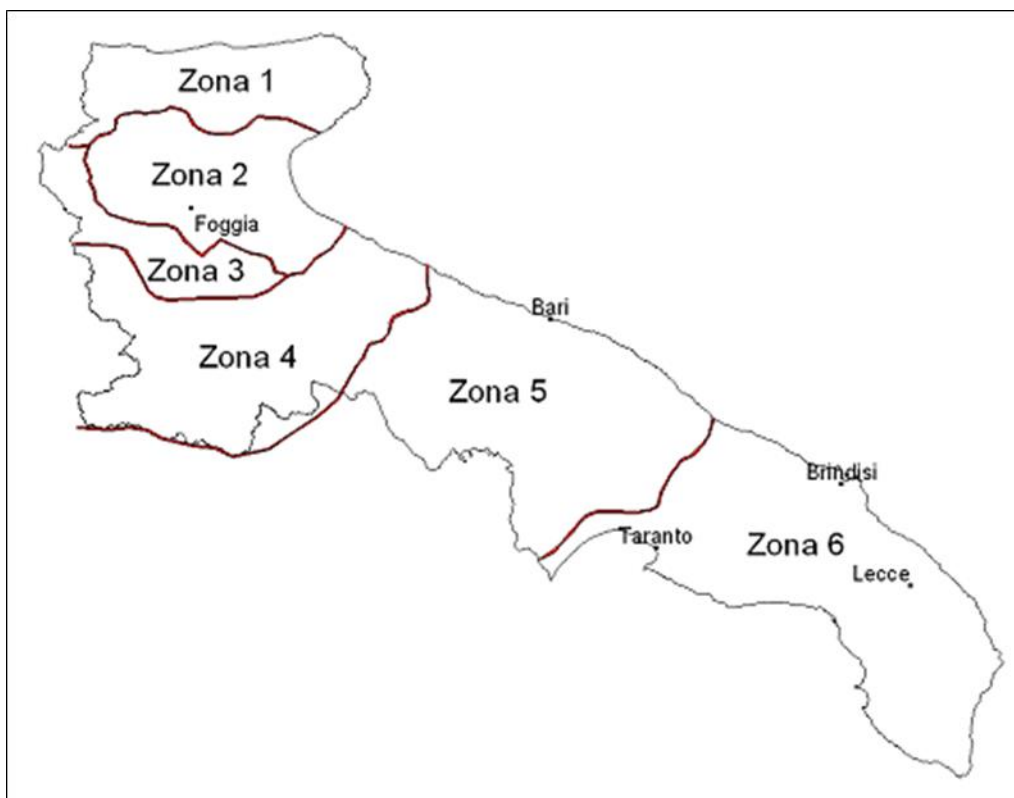 Zona 1
Zona 2
Foggia
Zona 3
Bari
Zona 4
Zona 5
Brindisi
Taranto
Zona 6
Lecce